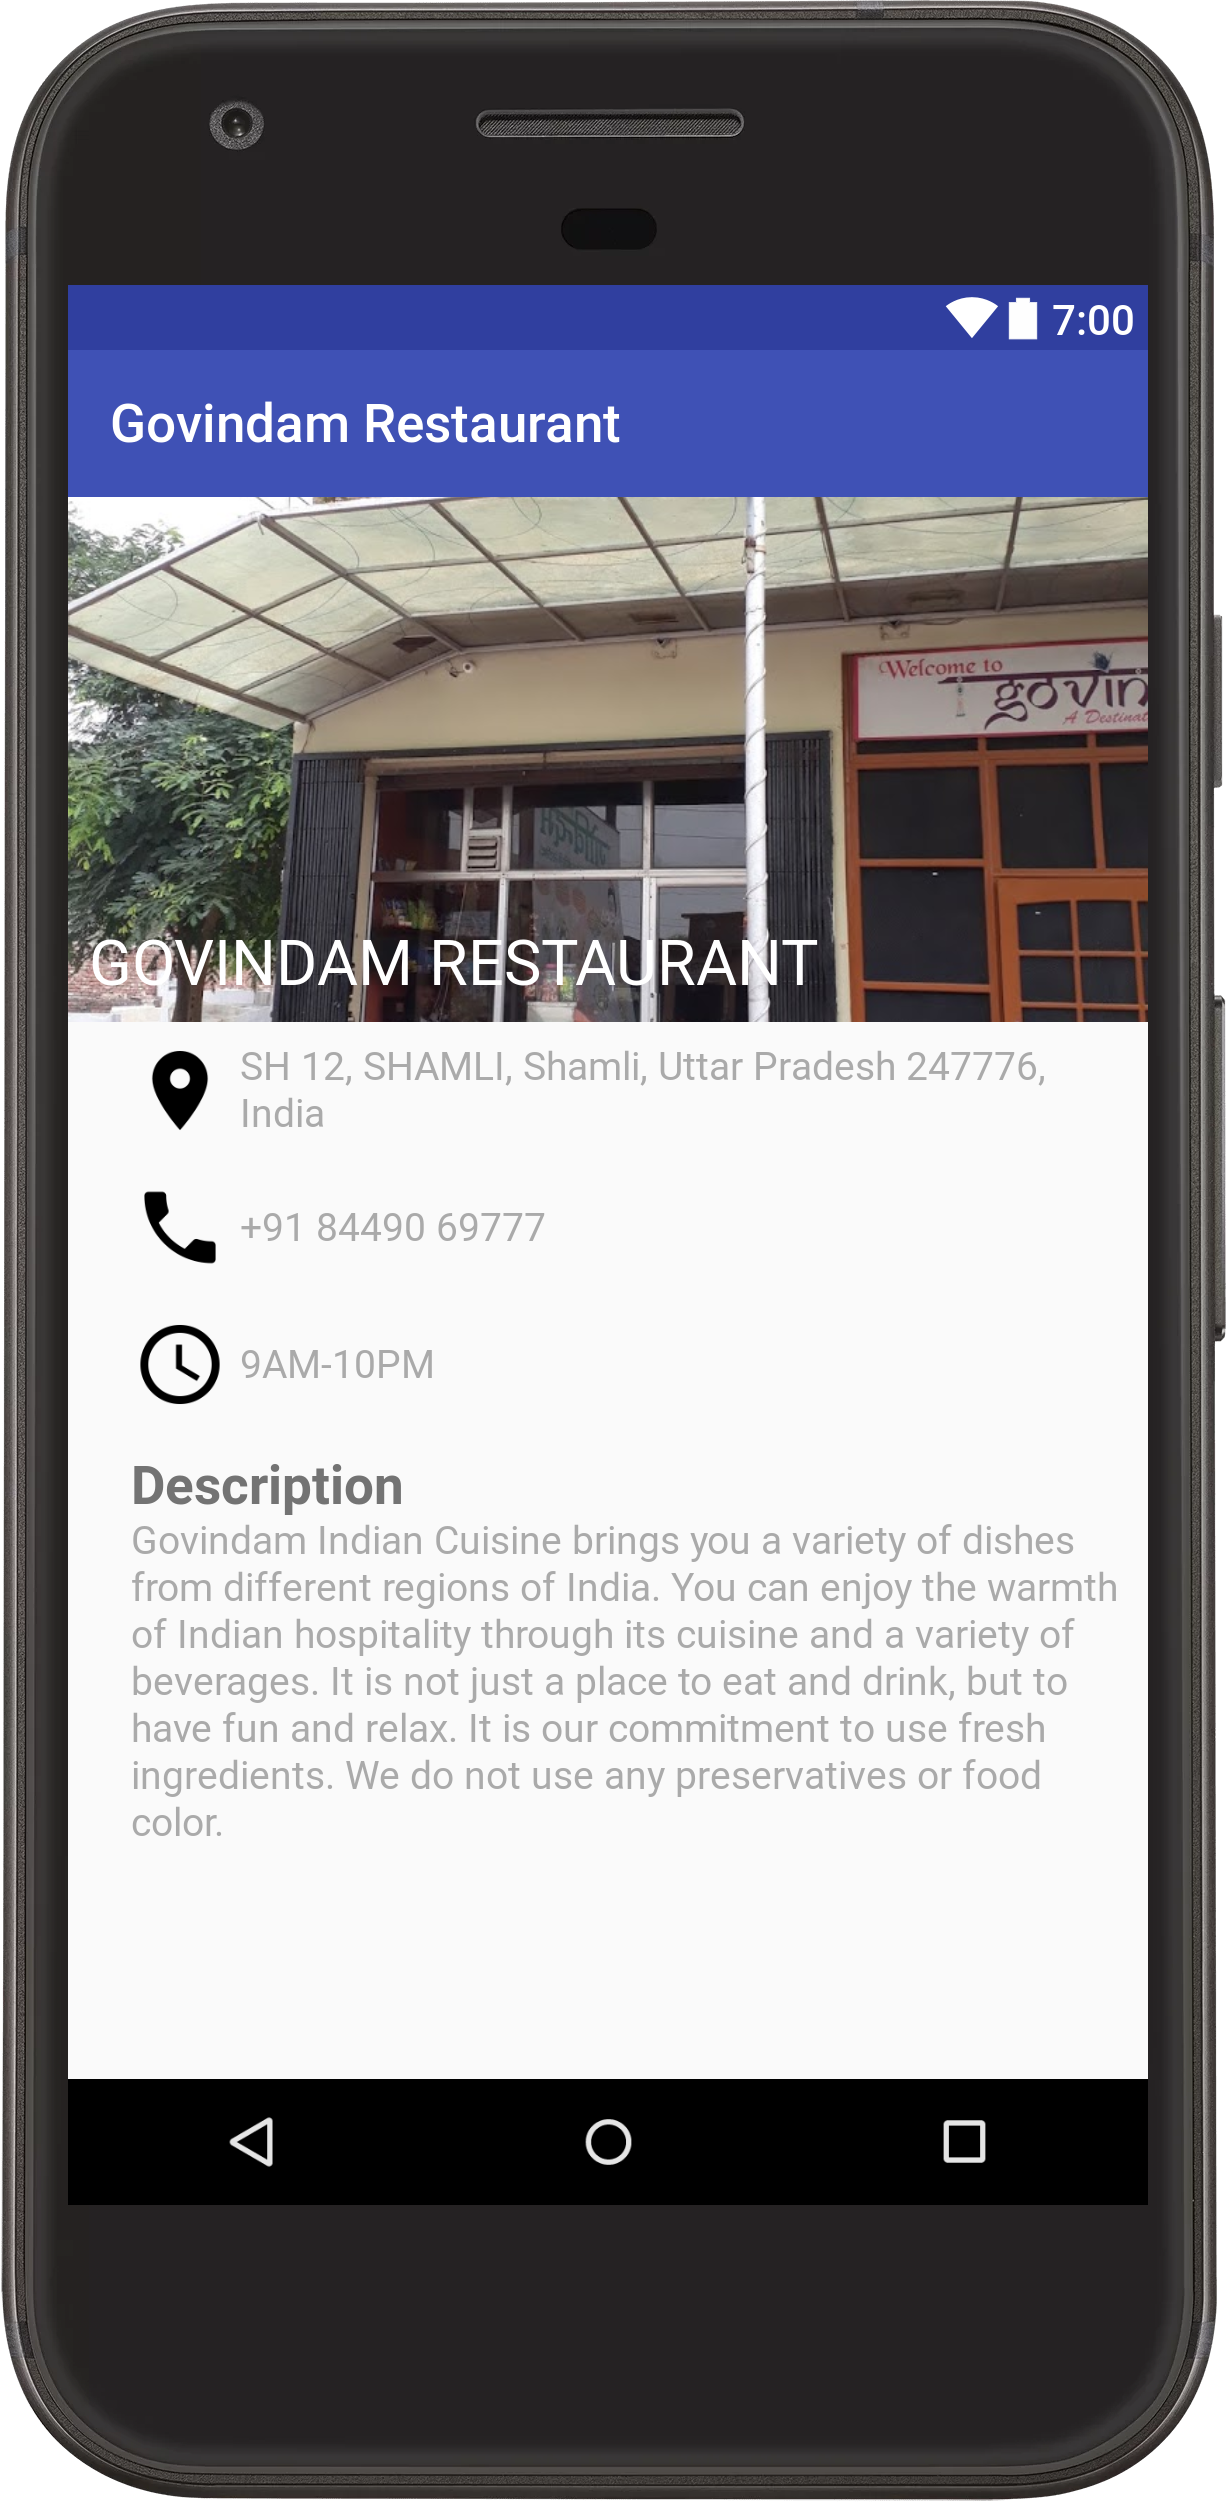 7:00
Govindam Restaurant
Welcome to
govin
A Destinat
GOVINDAM RESTAURANT
SH 12, SHAMLI, Shamli, Uttar Pradesh 247776,
India
+91 84490 69777
9AM-10PM
Description
Govindam Indian Cuisine brings you a variety of dishes
from different regions of India. You can enjoy the warmth
of Indian hospitality through its cuisine and a variety of
beverages. It is not just a place to eat and drink, but to
have fun and relax. It is our commitment to use fresh
ingredients. We do not use any preservatives or food
color.